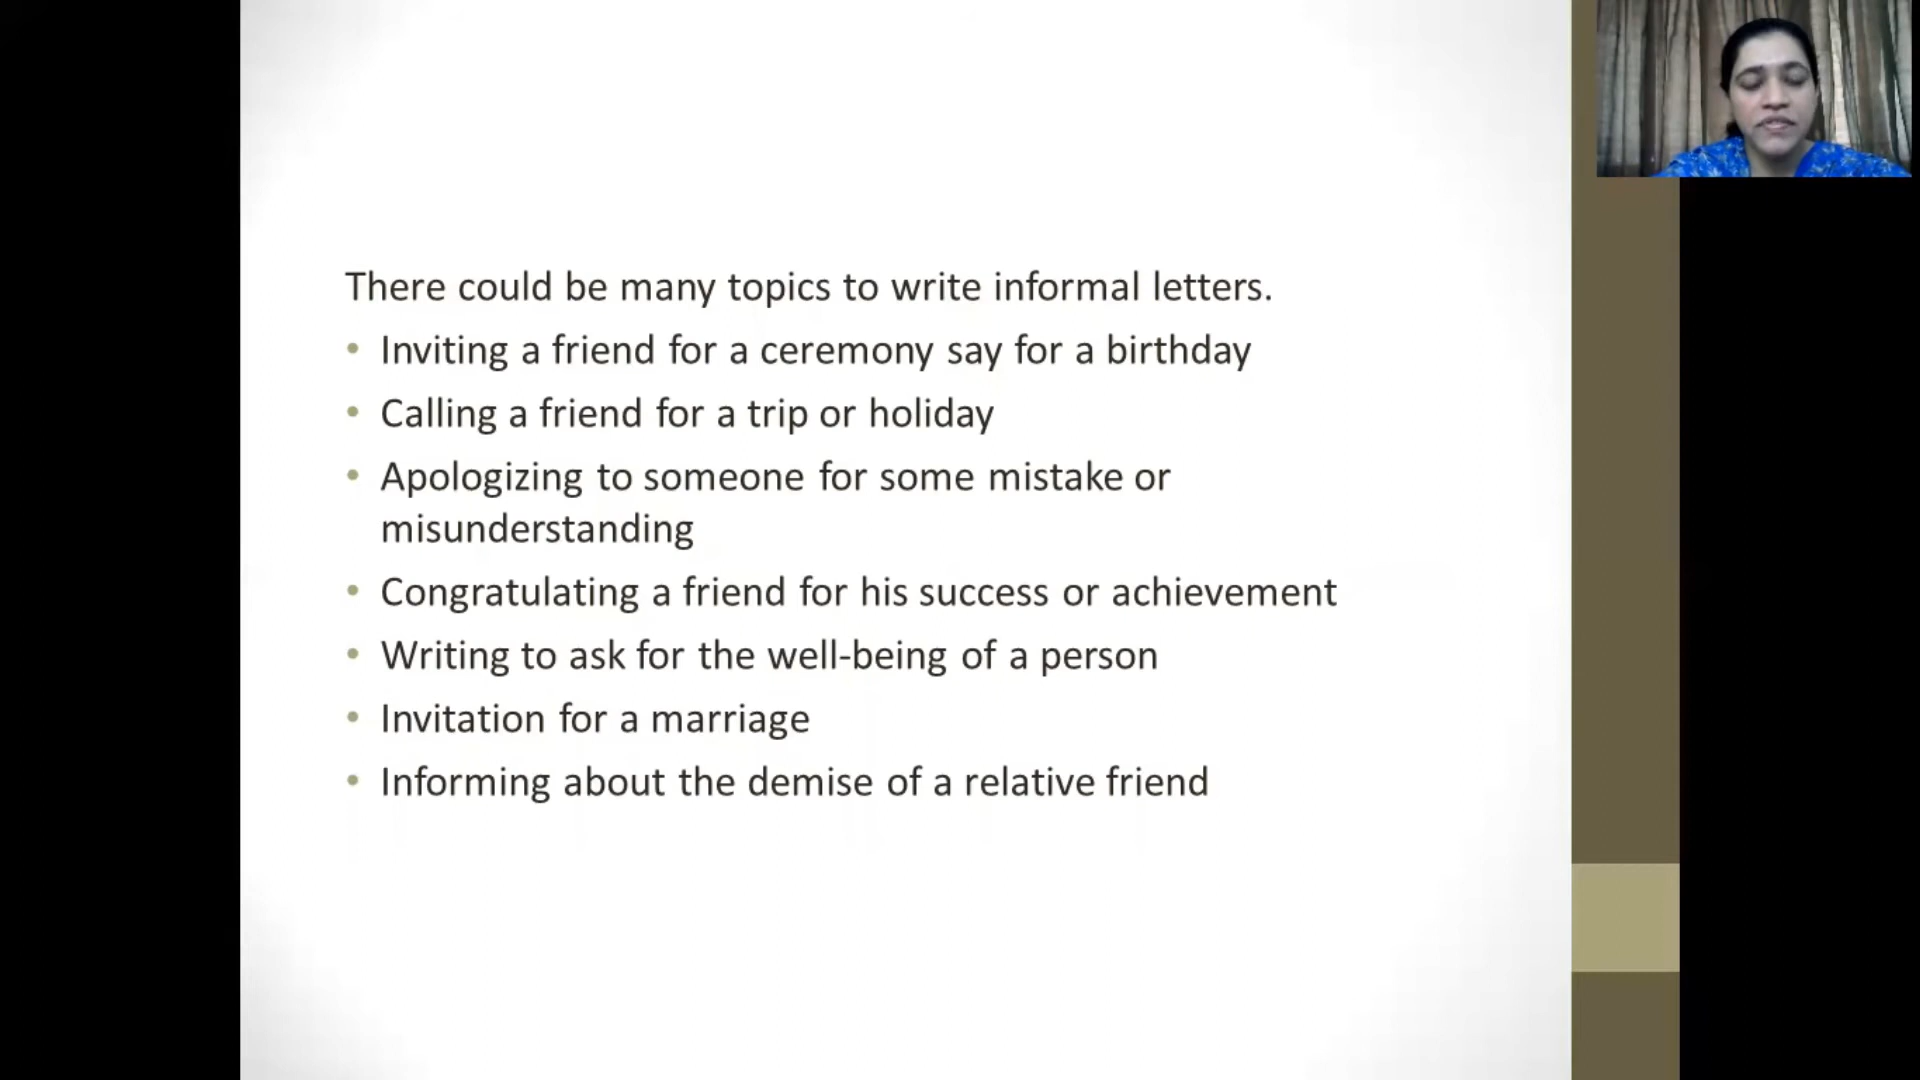 There could be many topics to write informal letters.
• Inviting a friend for a ceremony say for a birthday
• Calling a friend for a trip or holiday
• Apologizing to someone for some mistake or
misunderstanding
• Congratulating a friend for his success or achievement
• Writing to ask for the well-being of a person
• Invitation for a marriage
• Informing about the demise of a relative friend